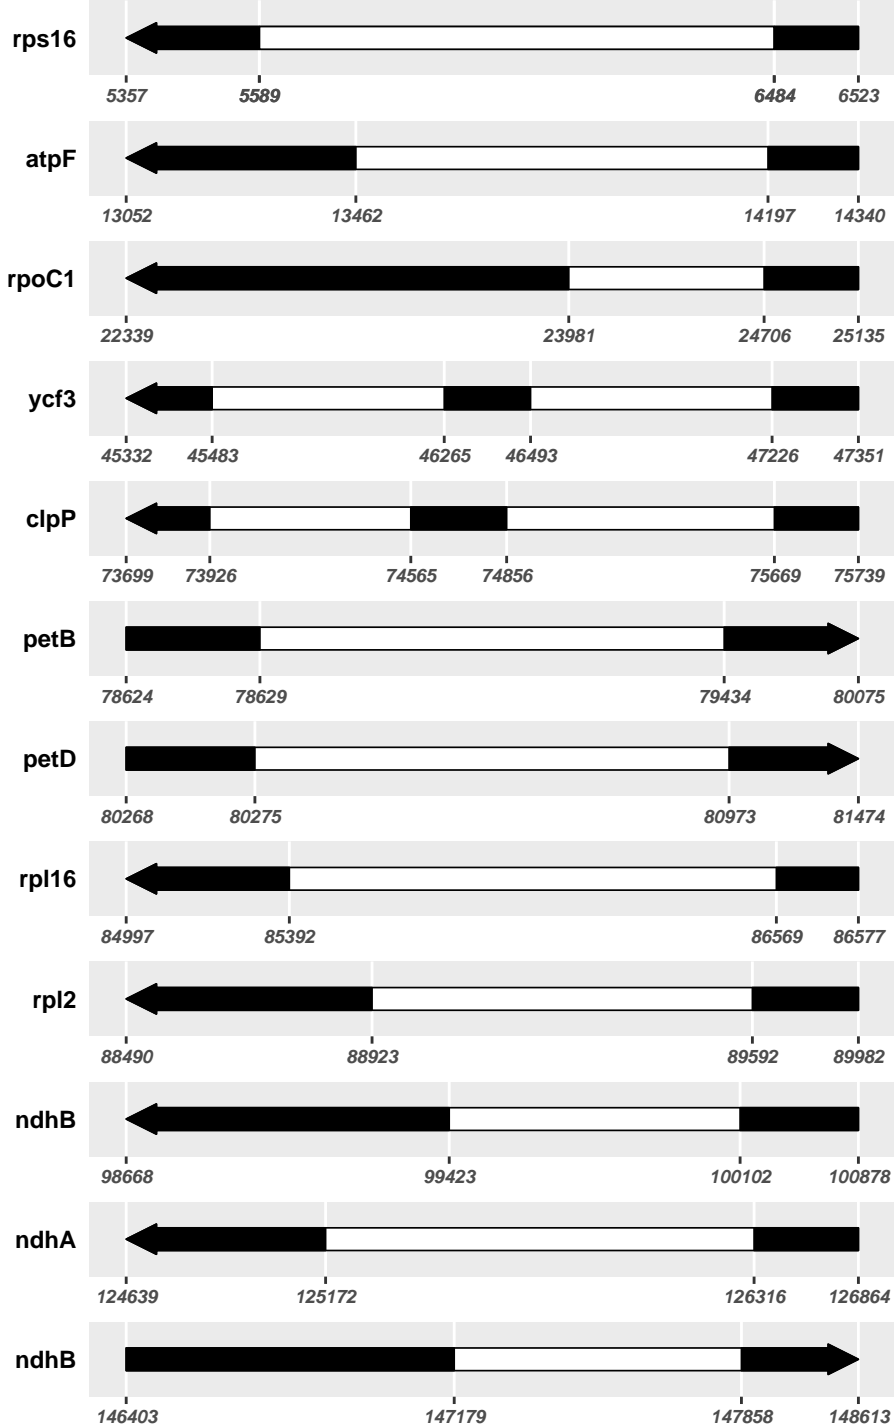 rps16
5357 5589 6484 6523
atpF
13052 13462 14197 14340
rpoC1
22339 23981 24706 25135
ycf3
45332 45483 46265 46493 47226 47351
clpP
73699 73926 74565 74856 75669 75739
petB
78624 78629 79434 80075
petD
80268 80275 80973 81474
rpl16
84997 85392 86569 86577
rpl2
88490 88923 89592 89982
ndhB
98668 99423 100102 100878
ndhA
124639 125172 126316 126864
ndhB
146403 147179 147858 148613